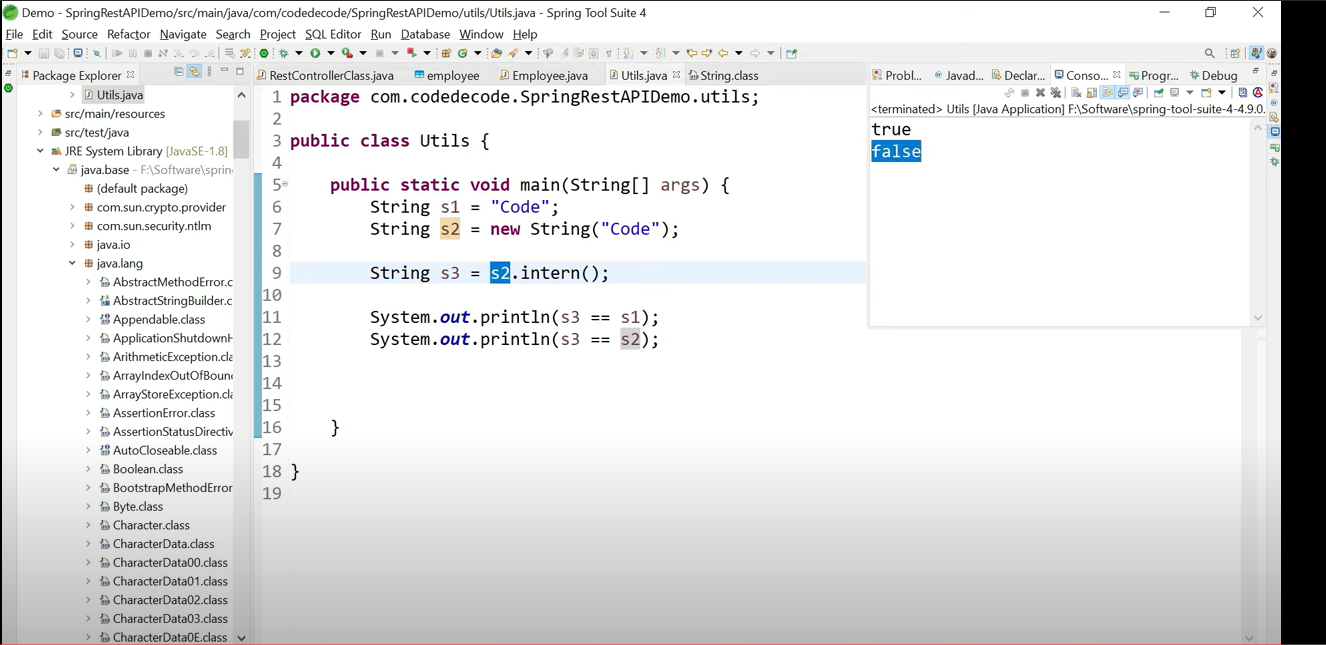 Demo - SpringRestAPIDemo/src/main/java/com/codedecode/SpringRestAPIDemo/utils/Utils.java - Spring Tool Suite 4
File Edit Source Refactor Navigate Search Project SQL Editor Run Database Window Help
Package Explorer
Utils.java
src/main/resources
src/test/java
JRE System Library [JavaSE-1.8]
java.base - F:\Software\sprin
(default package)
com.sun.crypto.provider
com.sun.security.ntlm
java.io
java.lang
AbstractMethodError.c
AbstractStringBuilder.c
Appendable.class
ApplicationShutdownH
ArithmeticException.cla
ArrayIndexOutOfBoun
ArrayStoreException.cla
AssertionError.class
AssertionStatusDirectiv
AutoCloseable.class
Boolean.class
BootstrapMethodError
Byte.class
Character.class
CharacterData.class
CharacterData00.class
CharacterData01.class
CharacterData02.class
CharacterData03.class
CharacterData0E.class
RestControllerClass.java employee Employee.java Utils.java String.class
1 package com.codedecode.SpringRestAPIDemo.utils;
2
3 public class Utils {
4
5 public static void main(String[] args) {
6 String s1 = "Code";
7 String s2 = new String("Code");
8
9 String s3 = s2.intern();
10
11 System.out.println(s3 == s1);
12 System.out.println(s3 == s2);
13
14
15
16 }
17
18 }
19
Probl... Javad... Declar... Conso... Progr... Debug
<terminated> Utils [Java Application] F:\Software\spring-tool-suite-4-4.9.0.
true
false